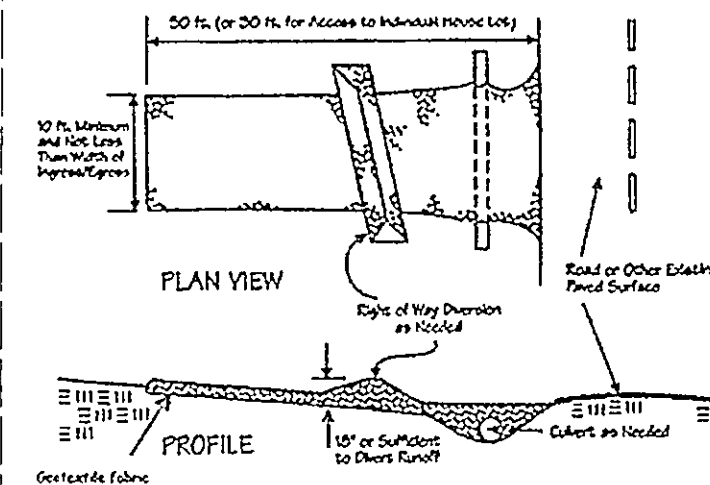 50 ft. (or 30 ft. for Access to Individual House Lot)
10 ft. Minimum
and Not Less
Than Width of
Ingress/Egress
PLAN VIEW
Right of Way Diversion
as Needed
Road or Other Existin
Paved Surface
PROFILE
18" or Sufficient
to Divert Runoff
Culvert as Needed
Geotextile Fabric